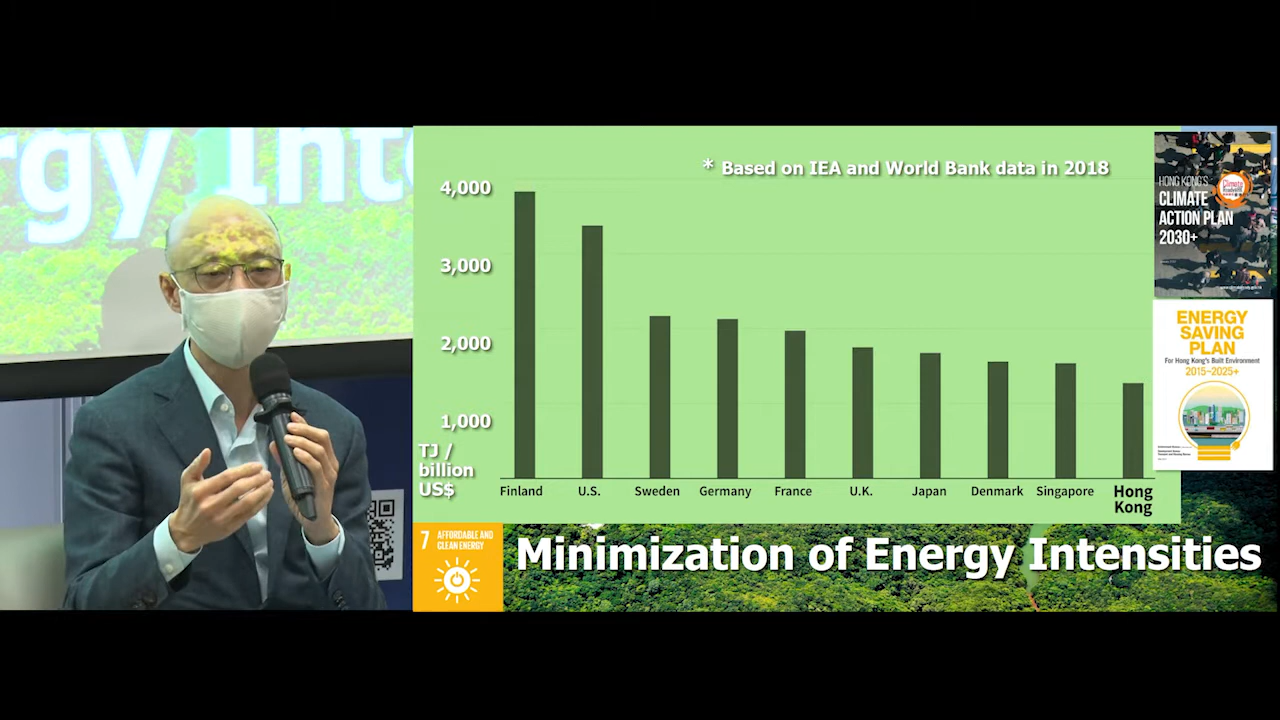 rgy Inte
* Based on IEA and World Bank data in 2018
4,000
3,000
2,000
1,000
TJ /
billion
US$
Finland
U.S.
Sweden
Germany
France
U.K.
Japan
Denmark
Singapore
Hong
Kong
HONG KONG'S
CLIMATE
ACTION PLAN
2030+
ENERGY
SAVING
PLAN
For Hong Kong's Built Environment
2015~2025+
7 AFFORDABLE AND
CLEAN ENERGY
Minimization of Energy Intensities